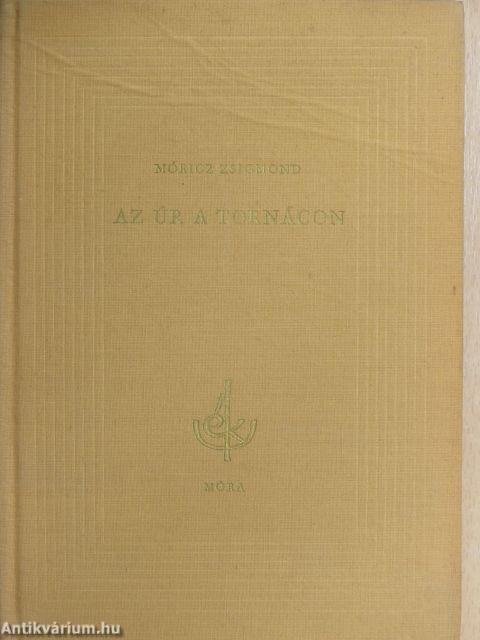 MÓRICZ ZSIGMOND
AZ ÚR A TORNÁCON
MÓRA
Antikvárium.hu